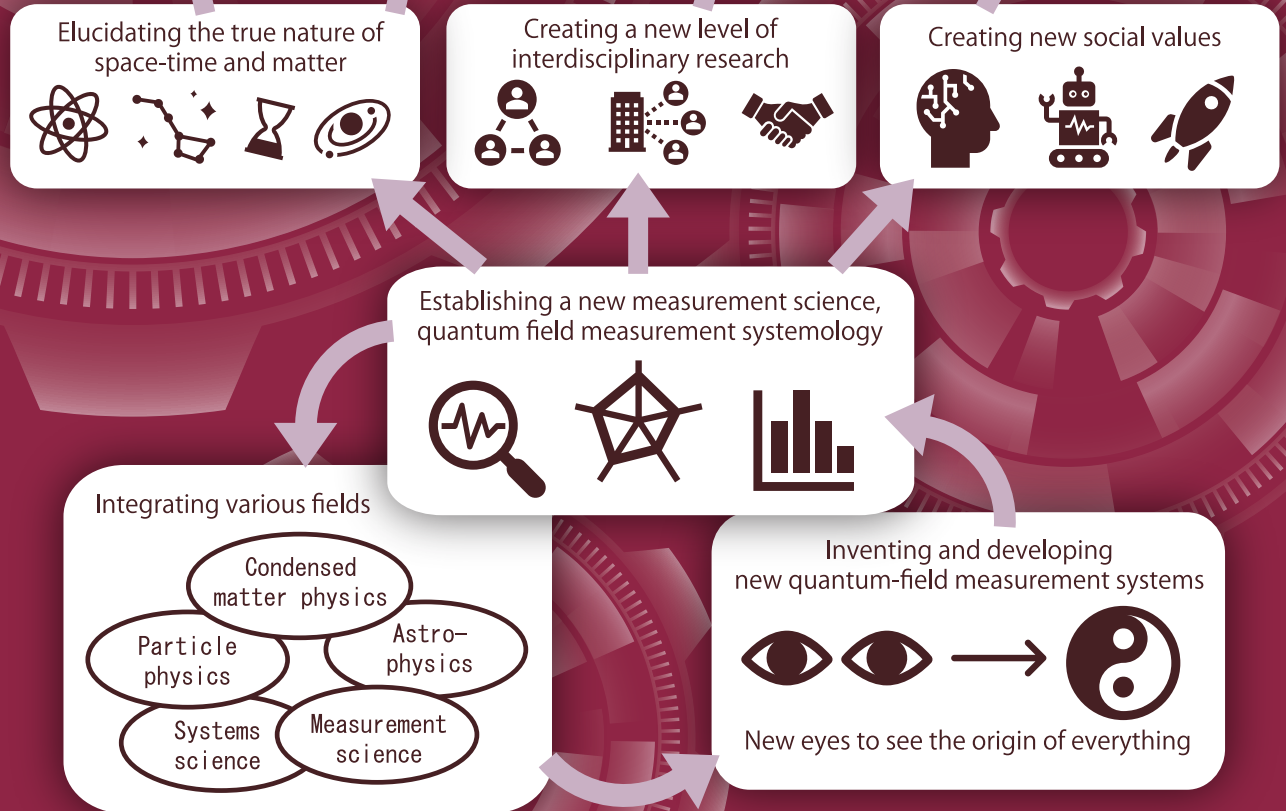 Elucidating the true nature of
space-time and matter
Creating a new level of
interdisciplinary research
Creating new social values
Establishing a new measurement science,
quantum field measurement systemology
Integrating various fields
Condensed
matter physics
Particle
physics
Astro-
physics
Systems
science
Measurement
science
Inventing and developing
new quantum-field measurement systems
New eyes to see the origin of everything